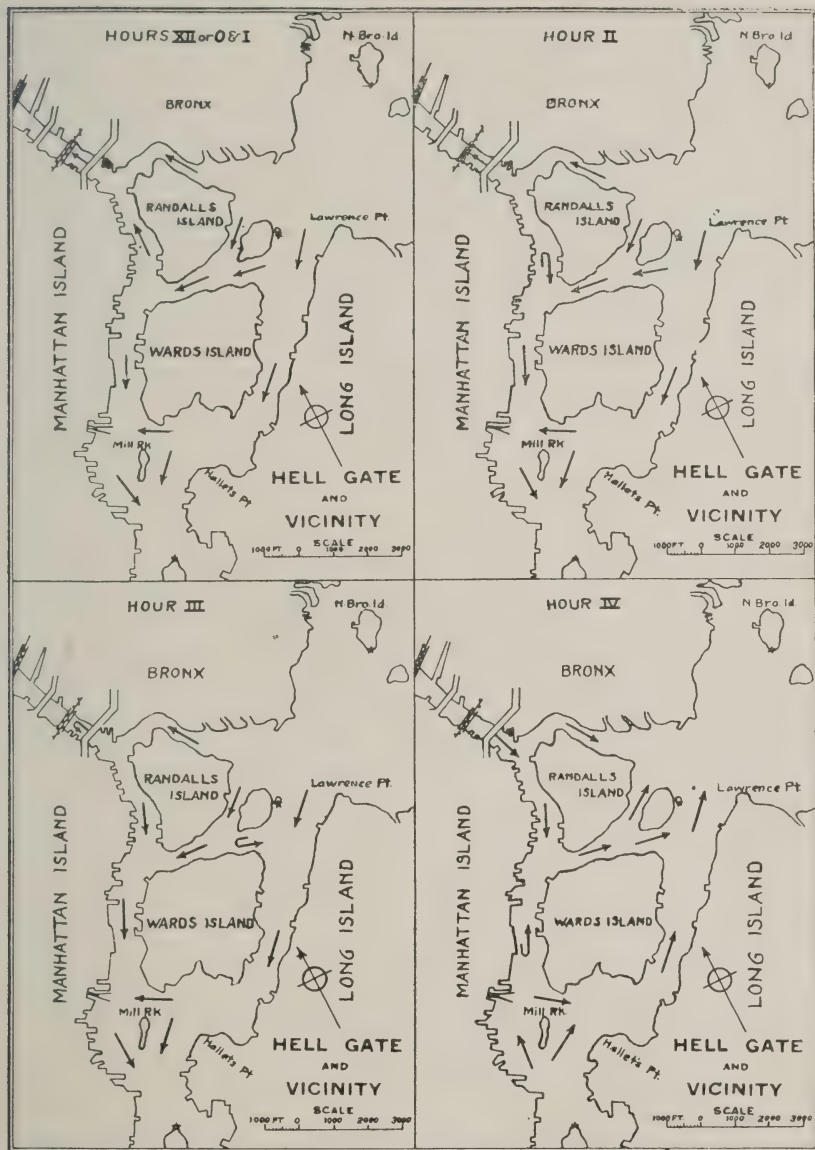 HOURS XII or 0 & I
N. Bro. Id.
BRONX
RANDALLS
ISLAND
Lawrence Pt.
MANHATTAN ISLAND
WARDS ISLAND
LONG ISLAND
Mill Rk
Hallets Pt.
HELL GATE
AND
VICINITY
SCALE
1000 FT 0 1000 2000 3000
HOUR II
N. Bro. Id.
BRONX
RANDALLS
ISLAND
Lawrence Pt.
MANHATTAN ISLAND
WARDS ISLAND
LONG ISLAND
Mill Rk.
Hallets Pt.
HELL GATE
AND
VICINITY
SCALE
1000 FT. 0 1000 2000 3000
HOUR III
N. Bro. Id.
BRONX
RANDALLS
ISLAND
Lawrence Pt.
MANHATTAN ISLAND
WARDS ISLAND
LONG ISLAND
Mill Rk
Hallets Pt.
HELL GATE
AND
VICINITY
SCALE
1000 FT. 0 1000 2000 3000
HOUR IV
N. Bro. Id.
BRONX
RANDALLS
ISLAND
Lawrence Pt.
MANHATTAN ISLAND
WARDS ISLAND
LONG ISLAND
Mill Rk.
Hallet's Pt.
HELL GATE
AND
VICINITY
SCALE
1000 FT. 0 1000 2000 3000